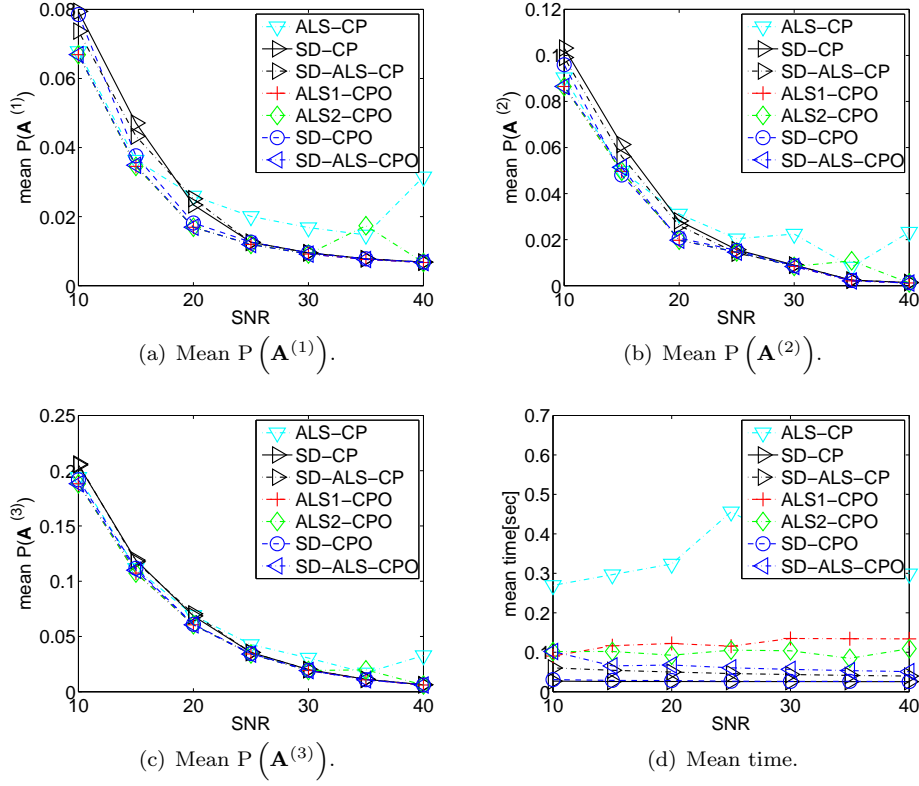 0.08
0.06
0.04
0.02
0
10 20 30 40
SNR
mean P(A (1))
ALS−CP
SD−CP
SD−ALS−CP
ALS1−CPO
ALS2−CPO
SD−CPO
SD−ALS−CPO
(a) Mean P (A(1)).
0.12
0.1
0.08
0.06
0.04
0.02
0
10 20 30 40
SNR
mean P(A (2))
ALS−CP
SD−CP
SD−ALS−CP
ALS1−CPO
ALS2−CPO
SD−CPO
SD−ALS−CPO
(b) Mean P (A(2)).
0.25
0.2
0.15
0.1
0.05
0
10 20 30 40
SNR
mean P(A (3))
ALS−CP
SD−CP
SD−ALS−CP
ALS1−CPO
ALS2−CPO
SD−CPO
SD−ALS−CPO
(c) Mean P (A(3)).
0.7
0.6
0.5
0.4
0.3
0.2
0.1
0
10 20 30 40
SNR
mean time[sec]
ALS−CP
SD−CP
SD−ALS−CP
ALS1−CPO
ALS2−CPO
SD−CPO
SD−ALS−CPO
(d) Mean time.